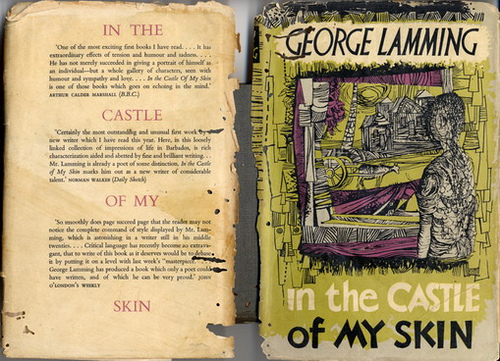 IN THE
'One of the most exciting first books I have read. . . . It has
extraordinary effects of tension and humour and sadness. . . .
He has not merely succeeded in giving a portrait of himself as
an individual—but a whole gallery of characters, seen with
humour and sympathy and love. . . . In the Castle Of My Skin
is one of these books which goes on echoing in the mind.'
ARTHUR CALDER MARSHALL (B.B.C.)
CASTLE
'Certainly the most outstanding and unusual first work by
new writer which I have read this year. Here, in this loosely
linked collection of impressions of life in Barbados, is rich
characterization aided and abetted by fine and brilliant writing. . .
Mr. Lamming is already a poet of some distinction. In the Castle
of My Skin marks him out as a new writer of considerable
talent.' NORMAN WALKER (Daily Sketch)
OF MY
'So smoothly does page succeed page that the reader may not
notice the complete command of style displayed by Mr. Lam-
ming, which is astonishing in a writer still in his middle
twenties. . . . Critical language has recently become so extrava-
gant, that to write of this book as it deserves would be to debase
it by putting it on a level with last week's "masterpiece.
George Lamming has produced a book which only a poet could
have written, and of which he can be very proud.' JOHN
O'LONDON'S WEEKLY
SKIN
GEORGE LAMMING
in the CASTLE
of MY SKIN